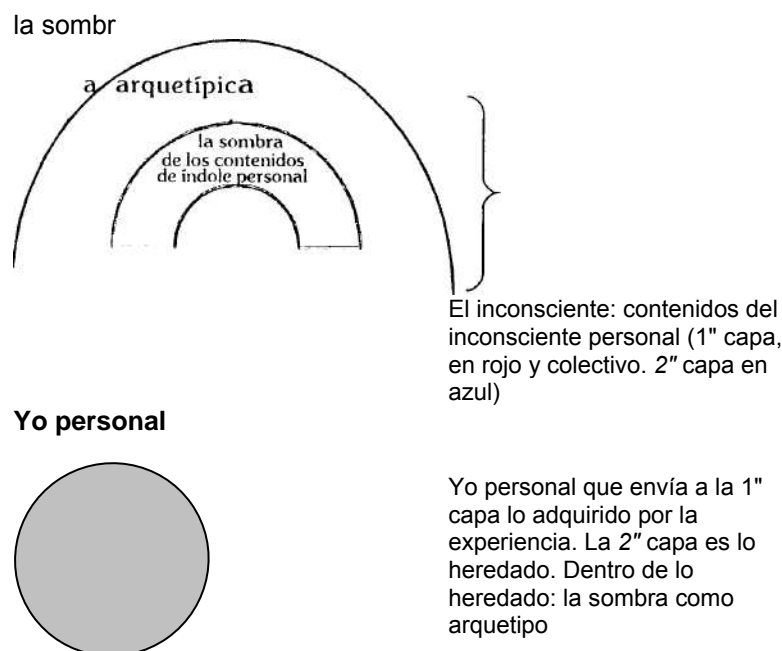 la sombr
a arquetípica
la sombra
de los contenidos
de índole personal
El inconsciente: contenidos del
inconsciente personal (1" capa,
en rojo y colectivo. 2" capa en
azul)
Yo personal
Yo personal que envía a la 1"
capa lo adquirido por la
experiencia. La 2" capa es lo
heredado. Dentro de lo
heredado: la sombra como
arquetipo